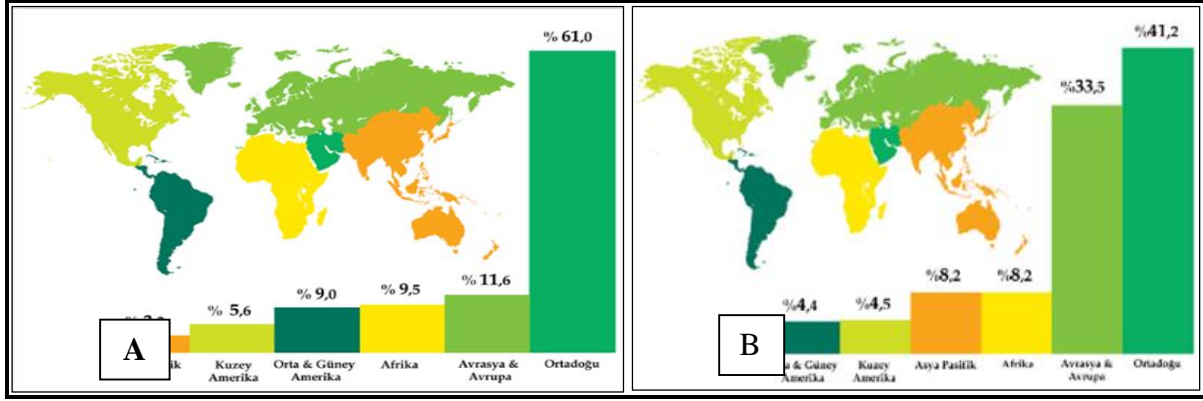 % 61,0
% 11,6
% 9,5
% 9,0
% 5,6
A
Kuzey Amerika
Orta & Güney Amerika
Afrika
Avrasya & Avrupa
Ortadoğu
%41,2
%33,5
%8,2
%8,2
%4,5
%4,4
B
& Güney Amerika
Kuzey Amerika
Asya Pasifik
Afrika
Avrasya & Avrupa
Ortadoğu